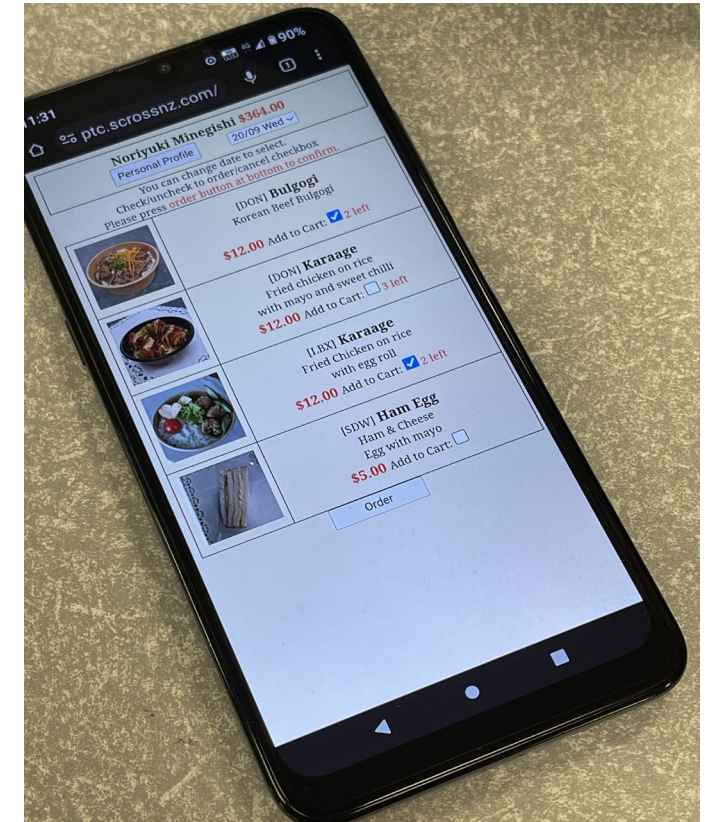 11:31
4G
90%
ptc.scrossnz.com/
1
Noriyuki Minegishi $364.00
Personal Profile
20/09 Wed
You can change date to select.
Check/uncheck to order/cancel checkbox
Please press order button at bottom to confirm.
[DON] Bulgogi
Korean Beef Bulgogi
$12.00 Add to Cart: 2 left
[DON] Karaage
Fried chicken on rice
with mayo and sweet chilli
$12.00 Add to Cart: 3 left
[LBX] Karaage
Fried Chicken on rice
with egg roll
$12.00 Add to Cart: 2 left
[SDW] Ham Egg
Ham & Cheese
Egg with mayo
$5.00 Add to Cart:
Order